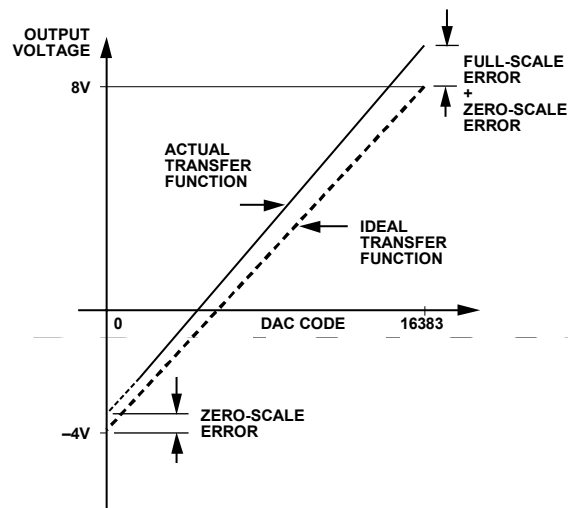 OUTPUT
VOLTAGE
8V
FULL-SCALE
ERROR
+
ZERO-SCALE
ERROR
ACTUAL
TRANSFER
FUNCTION
IDEAL
TRANSFER
FUNCTION
0
DAC CODE
16383
ZERO-SCALE
ERROR
–4V